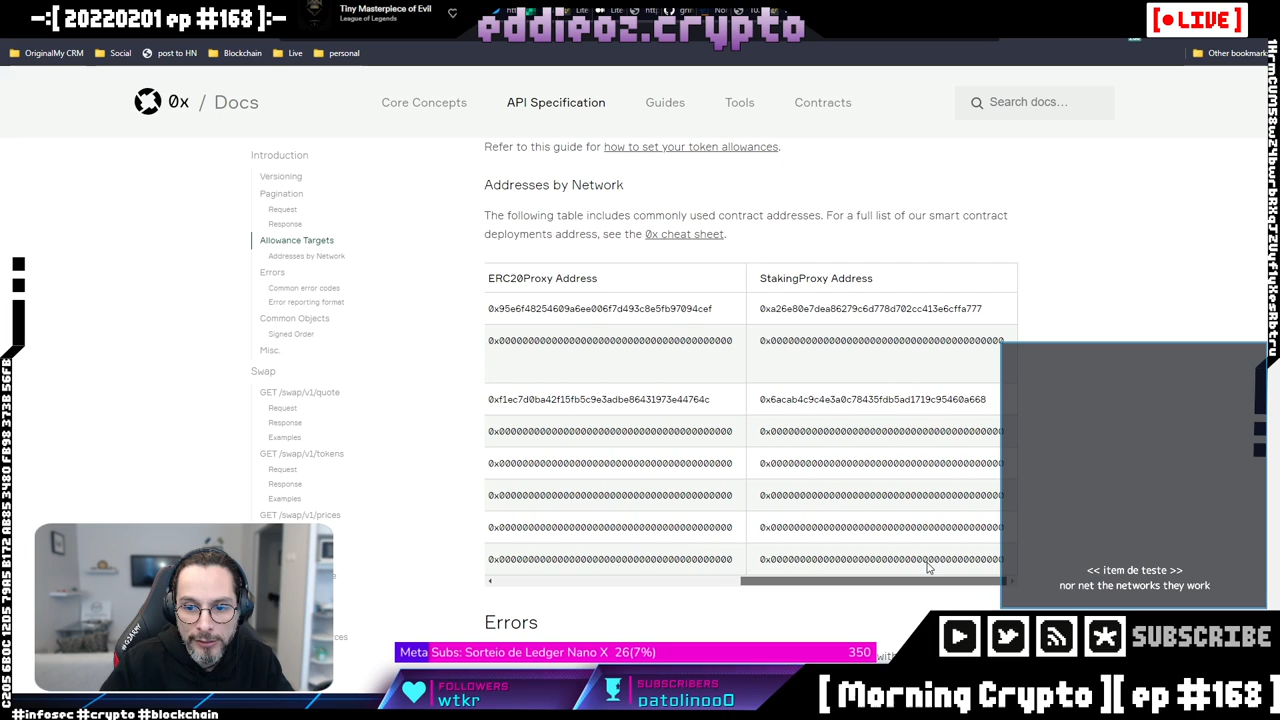 -:[ 20220201 ep #168 ]:-
Tiny Masterpiece of Evil
League of Legends
eddieoz.crypto
[● LIVE ]
OriginalMy CRM
Social
post to HN
Blockchain
Live
personal
Other bookmark
0x / Docs
Core Concepts
API Specification
Guides
Tools
Contracts
Search docs...
Introduction
Versioning
Pagination
Request
Response
Allowance Targets
Addresses by Network
Errors
Common error codes
Error reporting format
Common Objects
Signed Order
Misc.
Swap
GET /swap/v1/quote
Request
Response
Examples
GET /swap/v1/tokens
Request
Response
Examples
GET /swap/v1/prices
Refer to this guide for how to set your token allowances.
Addresses by Network
The following table includes commonly used contract addresses. For a full list of our smart contract
deployments address, see the 0x cheat sheet.
ERC20Proxy Address
StakingProxy Address
0x95e6f48254609a6ee006f7d493c8e5fb97094cef
0xa26e80e7dea86279c6d778d702cc413e6cffa777
0x0000000000000000000000000000000000000000
0x0000000000000000000000000000000000000000
0xf1ec7d0ba42f15fb5c9e3adbe86431973e44764c
0x6acab4c9c4e3a0c78435fdb5ad1719c95460a668
0x0000000000000000000000000000000000000000
0x0000000000000000000000000000000000000000
0x0000000000000000000000000000000000000000
0x0000000000000000000000000000000000000000
0x0000000000000000000000000000000000000000
0x0000000000000000000000000000000000000000
0x0000000000000000000000000000000000000000
0x0000000000000000000000000000000000000000
0x0000000000000000000000000000000000000000
0x0000000000000000000000000000000000000000
Errors
<< item de teste >>
nor net the networks they work
Meta Subs: Sorteio de Ledger Nano X 26(7%)
350
SUBSCRIBE
FOLLOWERS
wtkr
SUBSCRIBERS
patolino00
[ Morning Crypto ][ ep #168 ]
infosec #crypto #blockchain